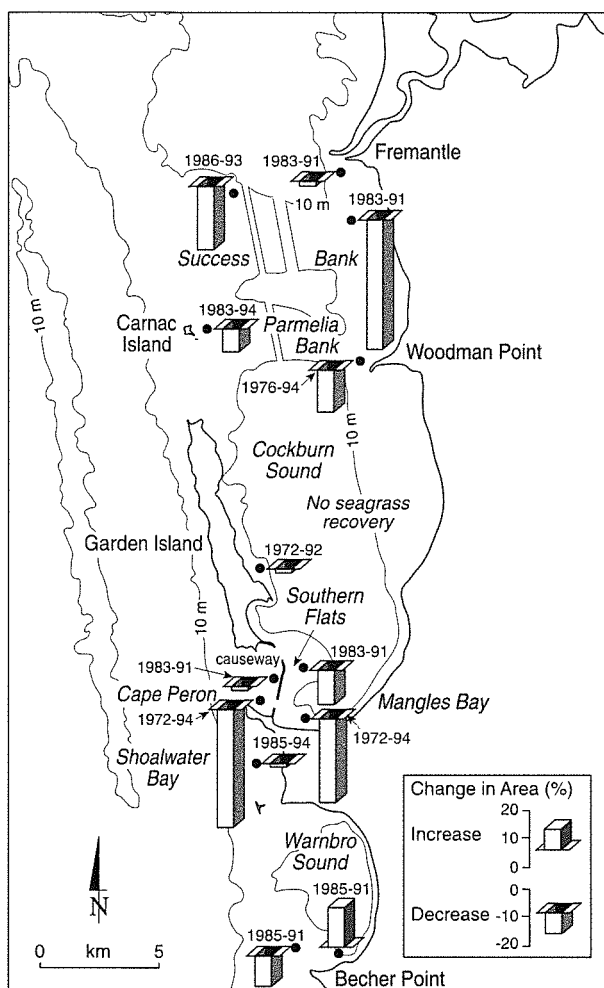 1986-93
1983-91
Fremantle
10 m
1983-91
Success
Bank
1983-94
Carnac
Island
Parmelia
Bank
Woodman Point
1976-94
10 m
10 m
Cockburn
Sound
No seagrass
recovery
Garden Island
1972-92
Southern
Flats
10 m
1983-91
causeway
1983-91
Cape Peron
Mangles Bay
1972-94
1972-94
Shoalwater
Bay
1985-94
Warnbro
Sound
1985-91
1985-91
Becher Point
N
0 km 5
Change in Area (%)
20
Increase
10
0
0
Decrease
-10
-20